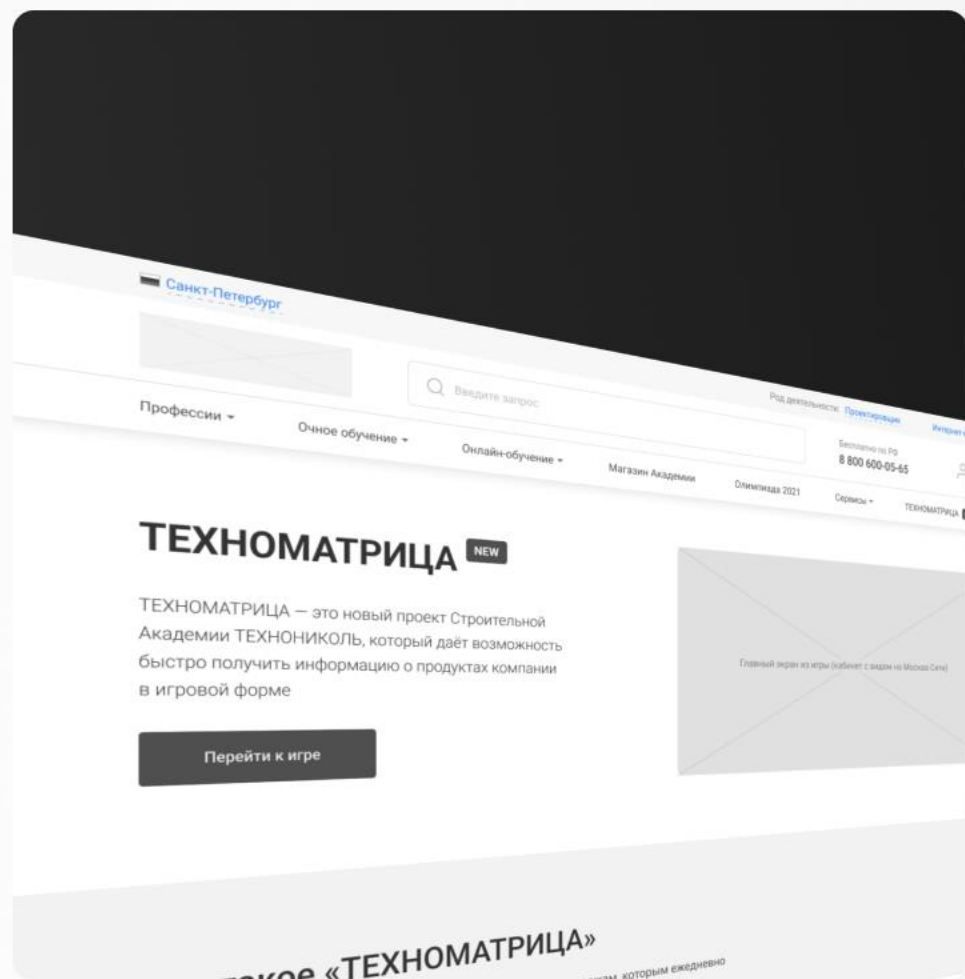 Санкт-Петербург
Род деятельности: Проектировщик
Введите запрос
Бесплатно по РФ
8 800 600-05-65
Профессии
Очное обучение
Онлайн-обучение
Магазин Академии
Олимпиада 2021
Сервисы
ТЕХНОМАТРИЦА
ТЕХНОМАТРИЦА NEW
ТЕХНОМАТРИЦА — это новый проект Строительной
Академии ТЕХНОНИКОЛЬ, который даёт возможность
быстро получить информацию о продуктах компании
в игровой форме
Главный экран из игры (кабинет с видом на Москва Сити)
Перейти к игре
«ТЕХНОМАТРИЦА»
которым ежедневно